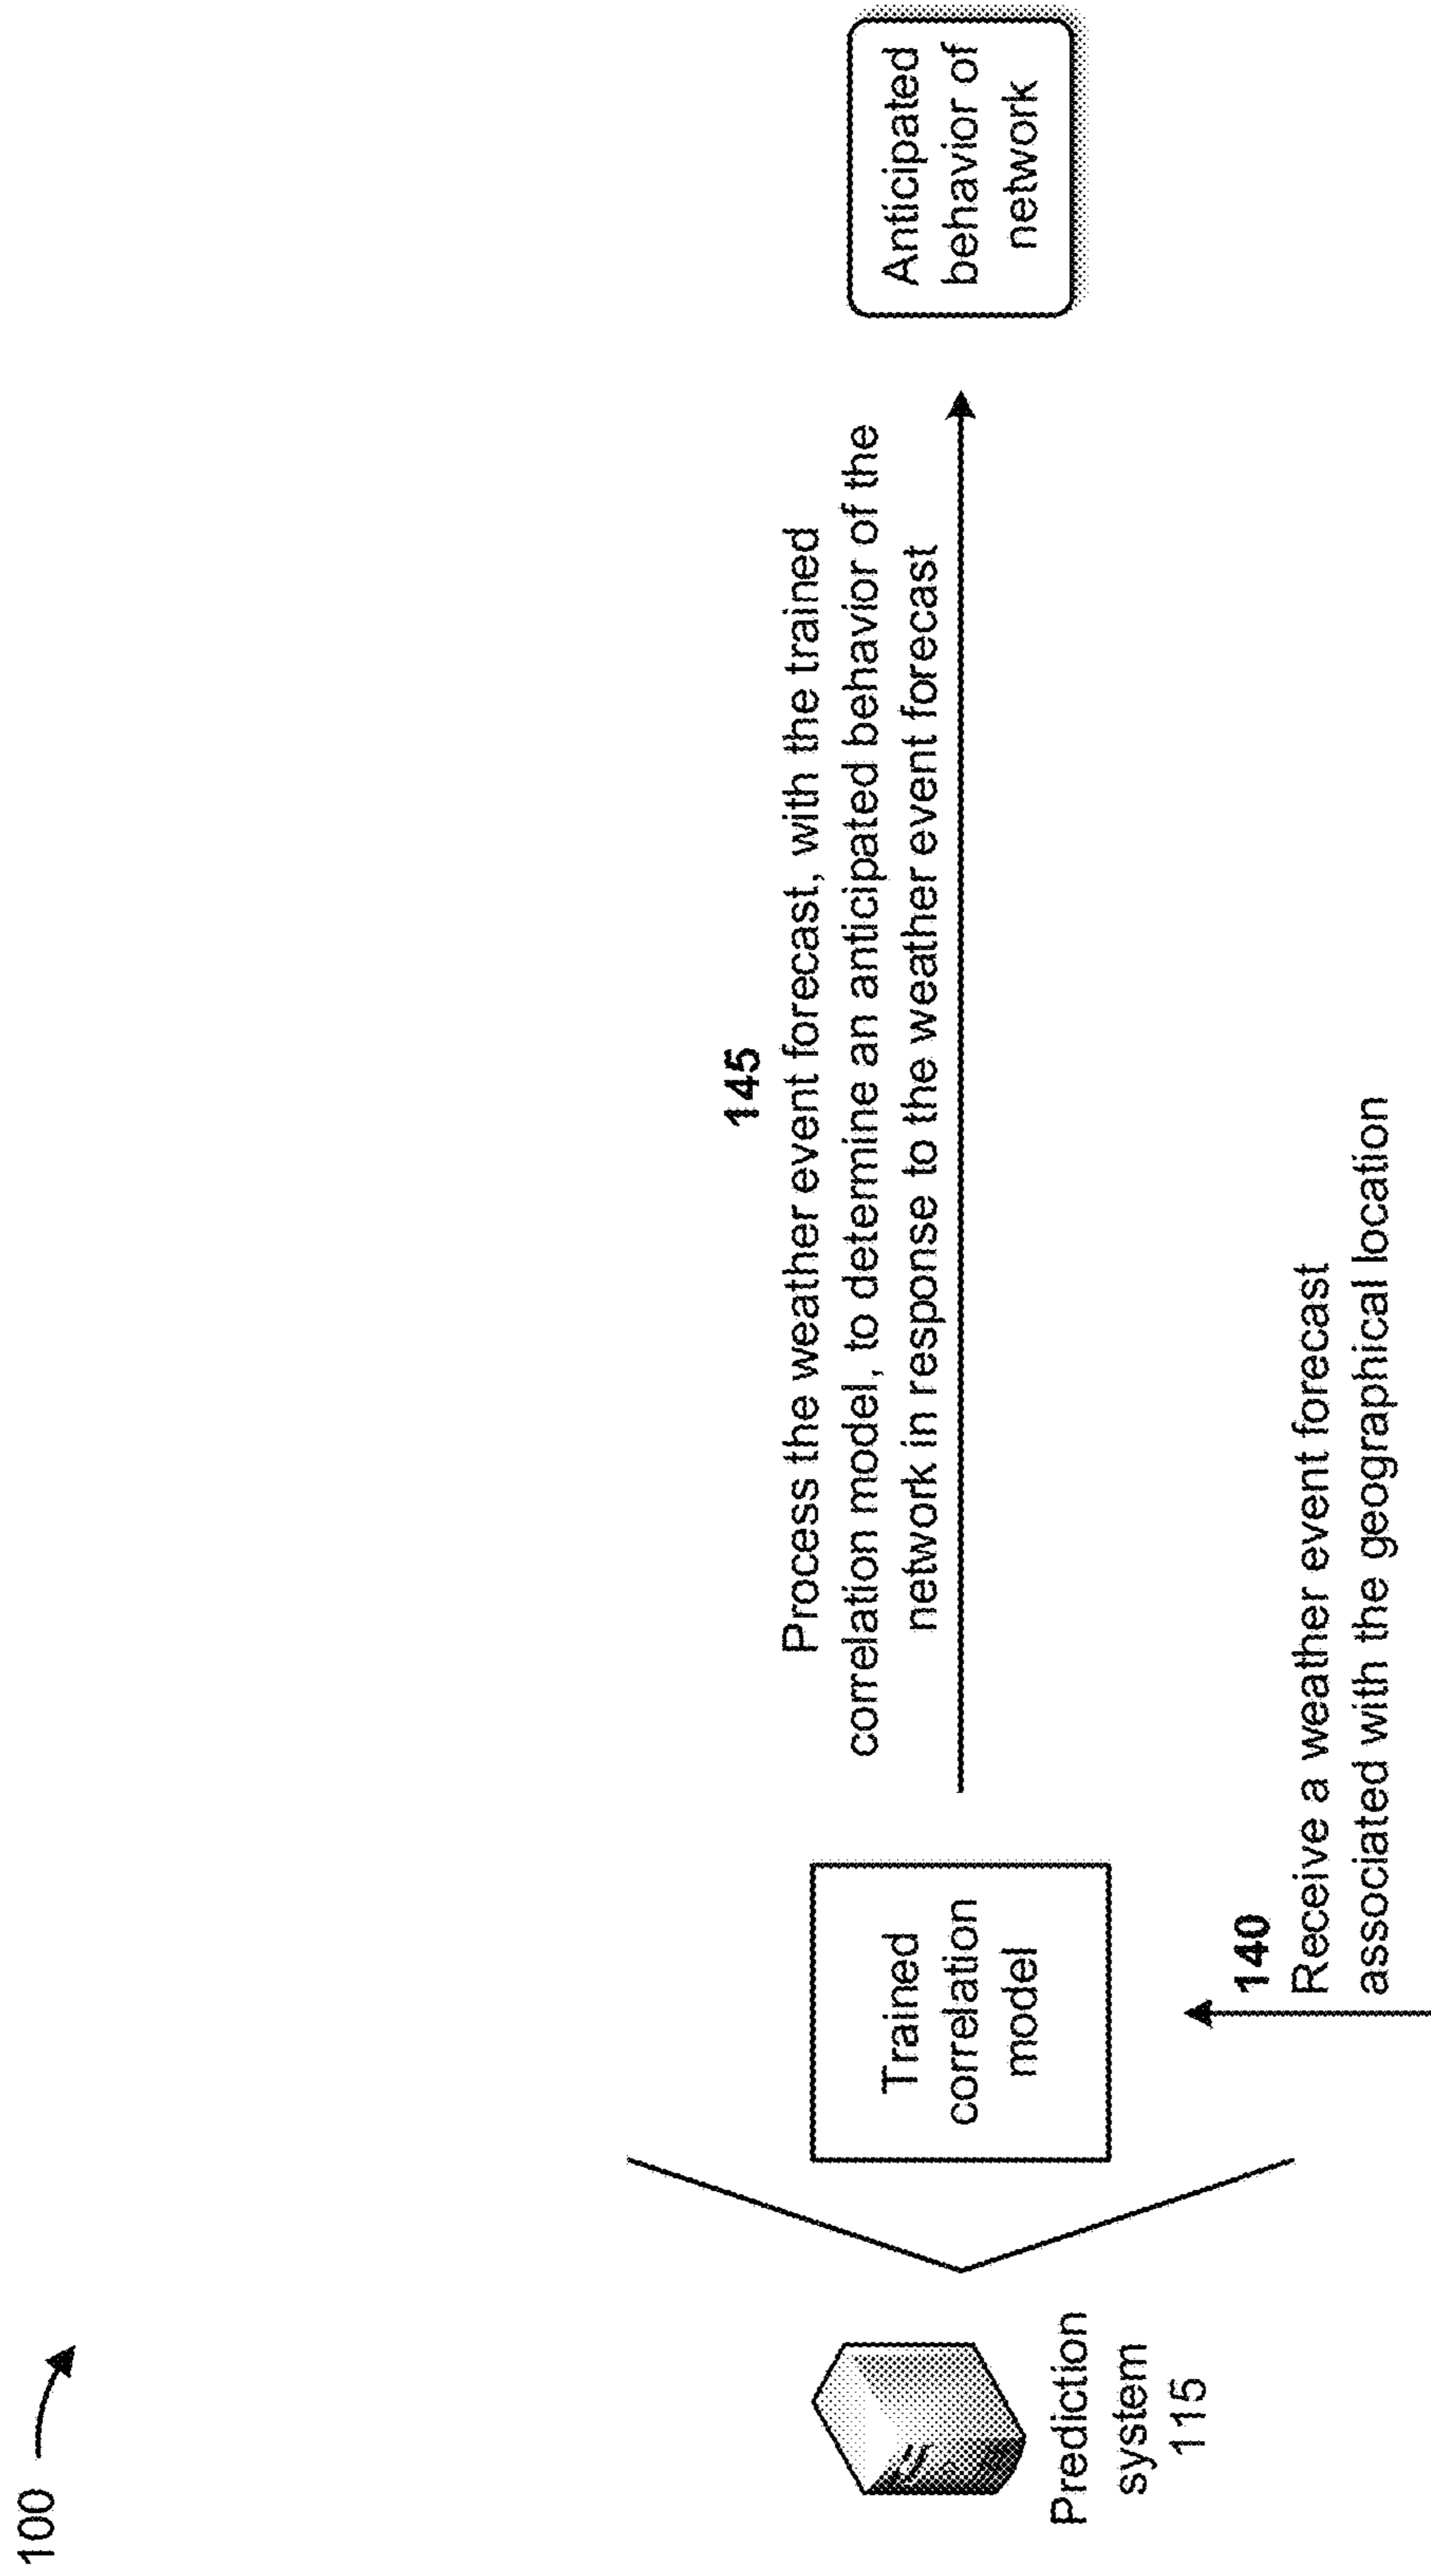 100
145
Process the weather event forecast, with the trained
correlation model, to determine an anticipated behavior of the
network in response to the weather event forecast
Anticipated
behavior of
network
Trained
correlation
model
Prediction
system
115
140
Receive a weather event forecast
associated with the geographical location